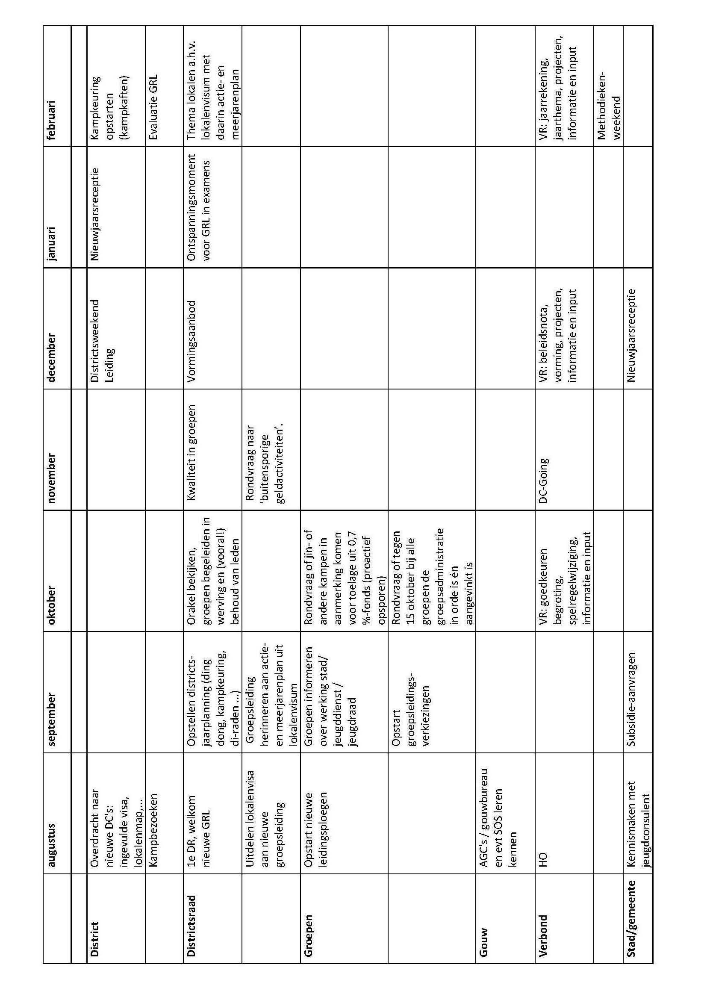 augustus
september
oktober
november
december
januari
februari
District
Overdracht naar
nieuwe DC's:
ingevulde visa,
lokalenmap,...
Districtsweekend
Leiding
Nieuwjaarsreceptie
Kampkeuring
opstarten
(kampkaften)
Kampbezoeken
Evaluatie GRL
Districtsraad
1e DR, welkom
nieuwe GRL
Opstellen districts-
jaarplanning (ding
dong, kampkeuring,
di-raden ...)
Orakel bekijken,
groepen begeleiden in
werving en (vooral!)
behoud van leden
Kwaliteit in groepen
Vormingsaanbod
Ontspanningsmoment
voor GRL in examens
Thema lokalen a.h.v.
lokalenvisum met
daarin actie- en
meerjarenplan
Uitdelen lokalenvisa
aan nieuwe
groepsleiding
Groepsleiding
herinneren aan actie-
en meerjarenplan uit
lokalenvisum
Rondvraag naar
'buitensporige
geldactiviteiten’.
Groepen
Opstart nieuwe
leidingsploegen
Groepen informeren
over werking stad/
jeugddienst /
jeugdraad
Rondvraag of jin- of
andere kampen in
aanmerking komen
voor toelage uit 0,7
%-fonds (proactief
opsporen)
Opstart
groepsleidings-
verkiezingen
Rondvraag of tegen
15 oktober bij alle
groepen de
groepsadministratie
in orde is én
aangevinkt is
Gouw
AGC's / gouwbureau
en evt SOS leren
kennen
Verbond
HO
VR: goedkeuren
begroting,
spelregelwijziging,
informatie en input
DC-Going
VR: beleidsnota,
vorming, projecten,
informatie en input
VR: jaarrekening,
jaarthema, projecten,
informatie en input
Methodieken-
weekend
Stad/gemeente
Kennismaken met
jeugdconsulent
Subsidie-aanvragen
Nieuwjaarsreceptie